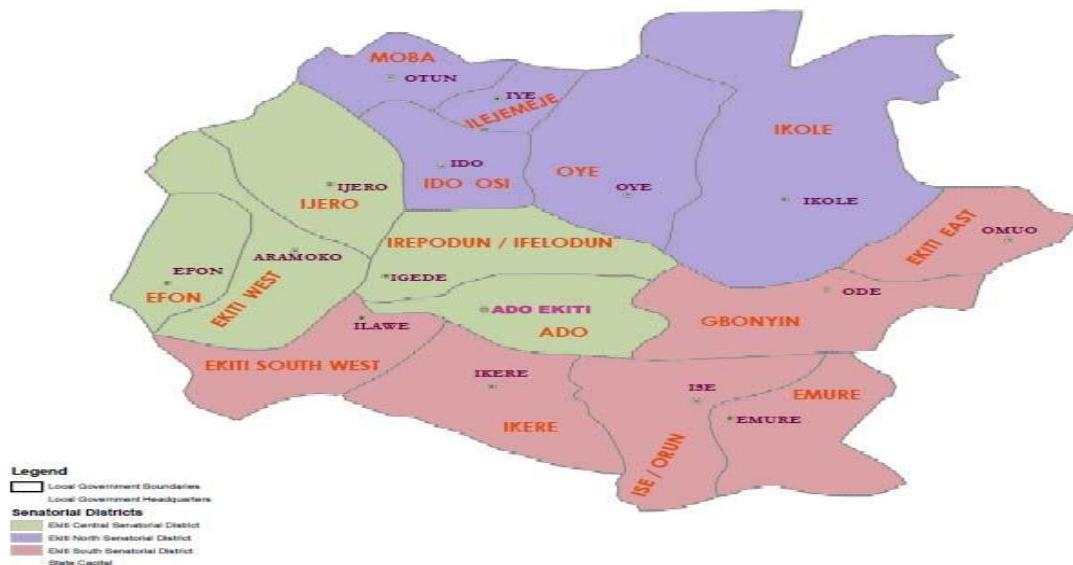 MOBA
OTUN
IYE
ILEJEMEJE
IKOLE
IDO
IDO OSI
OYE
OYE
IJERO
IJERO
IKOLE
EKITI EAST
OMUO
IREPODUN / IFELODUN
ARAMOKO
EFON
EFON
EKITI WEST
IGEDE
ODE
ADO EKITI
ADO
GBONYIN
ILAWE
EKITI SOUTH WEST
IKERE
IKERE
ISE
EMURE
EMURE
ISE / ORUN
Legend
Local Government Boundaries
Local Government Headquarters
Senatorial Districts
Ekiti Central Senatorial District
Ekiti North Senatorial District
Ekiti South Senatorial District
State Capital